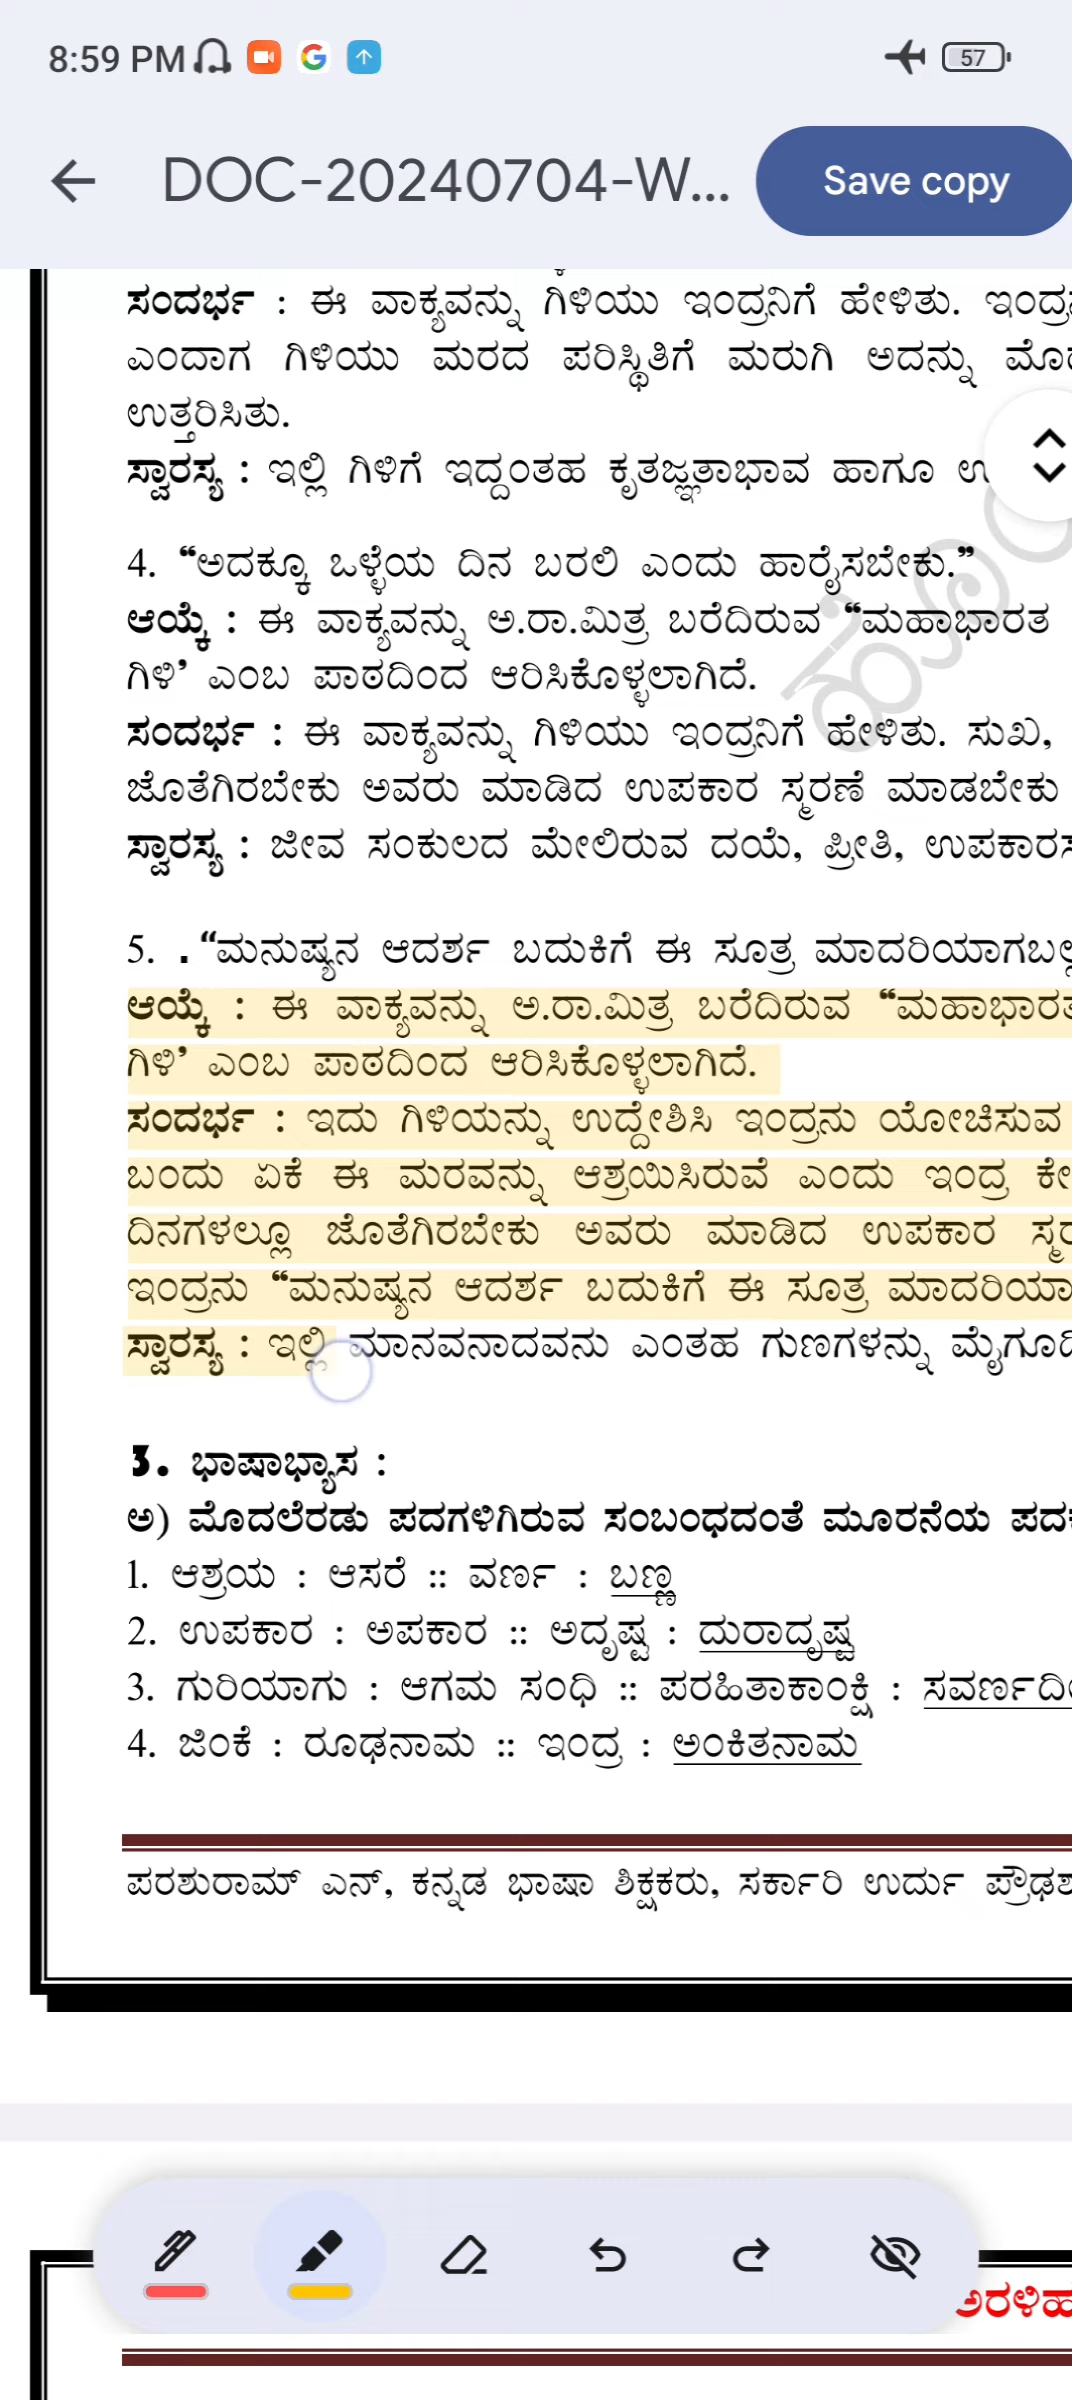 8:59 PM
57
DOC-20240704-W...
Save copy
ಸಂದರ್ಭ : ಈ ವಾಕ್ಯವನ್ನು ಗಿಳಿಯು ಇಂದ್ರನಿಗೆ ಹೇಳಿತು.
ಎಂದಾಗ ಗಿಳಿಯು ಮರದ ಪರಿಸ್ಥಿತಿಗೆ ಮರುಗಿ ಅದನ್ನು
ಉತ್ತರಿಸಿತು.
ಸ್ವಾರಸ್ಯ : ಇಲ್ಲಿ ಗಿಳಿಗೆ ಇದ್ದಂತಹ ಕೃತಜ್ಞತಾಭಾವ ಹಾಗೂ
4. “ಅದಕ್ಕೂ ಒಳ್ಳೆಯ ದಿನ ಬರಲಿ ಎಂದು ಹಾರೈಸಬೇಕು.”
ಆಯ್ಕೆ : ಈ ವಾಕ್ಯವನ್ನು ಅ.ರಾ.ಮಿತ್ರ ಬರೆದಿರುವ “ಮಹಾಭಾರತ
ಗಿಳಿ’ ಎಂಬ ಪಾಠದಿಂದ ಆರಿಸಿಕೊಳ್ಳಲಾಗಿದೆ.
ಸಂದರ್ಭ : ಈ ವಾಕ್ಯವನ್ನು ಗಿಳಿಯು ಇಂದ್ರನಿಗೆ ಹೇಳಿತು. ಸುಖ,
ಜೊತೆಗಿರಬೇಕು ಅವರು ಮಾಡಿದ ಉಪಕಾರ ಸ್ಮರಣೆ ಮಾಡಬೇಕು
ಸ್ವಾರಸ್ಯ : ಜೀವ ಸಂಕುಲದ ಮೇಲಿರುವ ದಯೆ, ಪ್ರೀತಿ,
5. . “ಮನುಷ್ಯನ ಆದರ್ಶ ಬದುಕಿಗೆ ಈ ಸೂತ್ರ
ಆಯ್ಕೆ : ಈ ವಾಕ್ಯವನ್ನು ಅ.ರಾ.ಮಿತ್ರ ಬರೆದಿರುವ “ಮಹಾಭಾರತ
ಗಿಳಿ’ ಎಂಬ ಪಾಠದಿಂದ ಆರಿಸಿಕೊಳ್ಳಲಾಗಿದೆ.
ಸಂದರ್ಭ : ಇದು ಗಿಳಿಯನ್ನು ಉದ್ದೇಶಿಸಿ ಇಂದ್ರನು ಯೋಚಿಸುವ
ಬಂದು ಏಕೆ ಈ ಮರವನ್ನು ಆಶ್ರಯಿಸಿರುವೆ ಎಂದು ಇಂದ್ರ
ದಿನಗಳಲ್ಲೂ ಜೊತೆಗಿರಬೇಕು ಅವರು ಮಾಡಿದ ಉಪಕಾರ
ಇಂದ್ರನು “ಮನುಷ್ಯನ ಆದರ್ಶ ಬದುಕಿಗೆ ಈ ಸೂತ್ರ
ಸ್ವಾರಸ್ಯ : ಇಲ್ಲಿ ಮಾನವನಾದವನು ಎಂತಹ ಗುಣಗಳನ್ನು
3. ಭಾಷಾಭ್ಯಾಸ :
ಅ) ಮೊದಲೆರಡು ಪದಗಳಿಗಿರುವ ಸಂಬಂಧದಂತೆ ಮೂರನೆಯ
1. ಆಶ್ರಯ : ಆಸರೆ :: ವರ್ಣ : ಬಣ್ಣ
2. ಉಪಕಾರ : ಅಪಕಾರ :: ಅದೃಷ್ಟ : ದುರಾದೃಷ್ಟ
3. ಗುರಿಯಾಗು : ಆಗಮ ಸಂಧಿ :: ಪರಹಿತಾಕಾಂಕ್ಷಿ :
4. ಜಿಂಕೆ : ರೂಢನಾಮ :: ಇಂದ್ರ : ಅಂಕಿತನಾಮ
ಪರಶುರಾಮ್ ಎನ್, ಕನ್ನಡ ಭಾಷಾ ಶಿಕ್ಷಕರು, ಸರ್ಕಾರಿ ಉರ್ದು